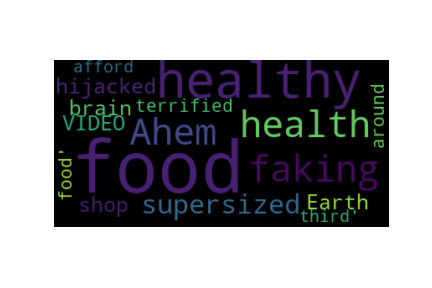 afford
hijacked healthy
brain terrified
VIDEO Ahem health around
food faking
food'
shop supersized Earth
third'